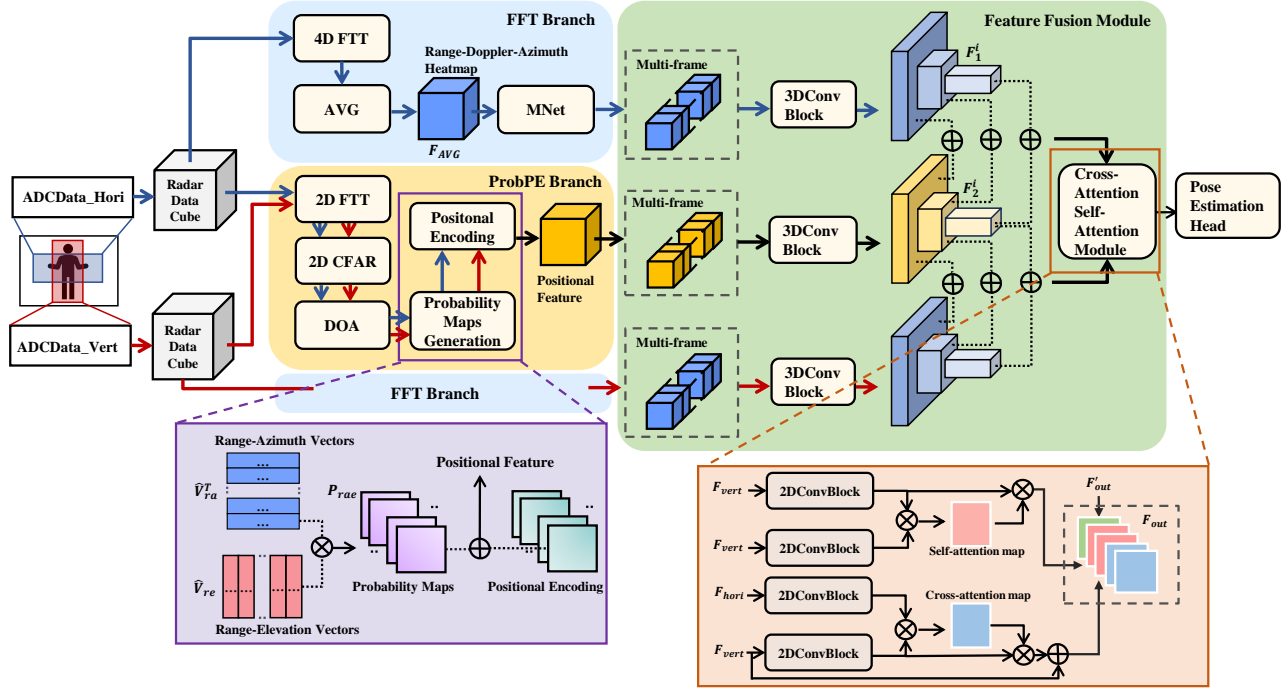 FFT Branch
4D FTT
AVG
Range-Doppler-Azimuth
Heatmap
F_AVG
MNet
Feature Fusion Module
Multi-frame
3DConv
Block
F_1^i
ADCData_Hori
Radar
Data
Cube
ADCData_Vert
Radar
Data
Cube
ProbPE Branch
2D FTT
2D CFAR
DOA
Positonal
Encoding
Probability
Maps
Generation
Positional
Feature
Multi-frame
3DConv
Block
F_2^i
Cross-
Attention
Self-
Attention
Module
Pose
Estimation
Head
FFT Branch
Multi-frame
3DConv
Block
Range-Azimuth Vectors
...
...
...
...
V̂_ra^T
V̂_re
Range-Elevation Vectors
P_rae
Probability Maps
Positional Feature
Positional Encoding
F_vert
2DConvBlock
F_vert
2DConvBlock
Self-attention map
F_hori
2DConvBlock
Cross-attention map
F_vert
2DConvBlock
F'_out
F_out